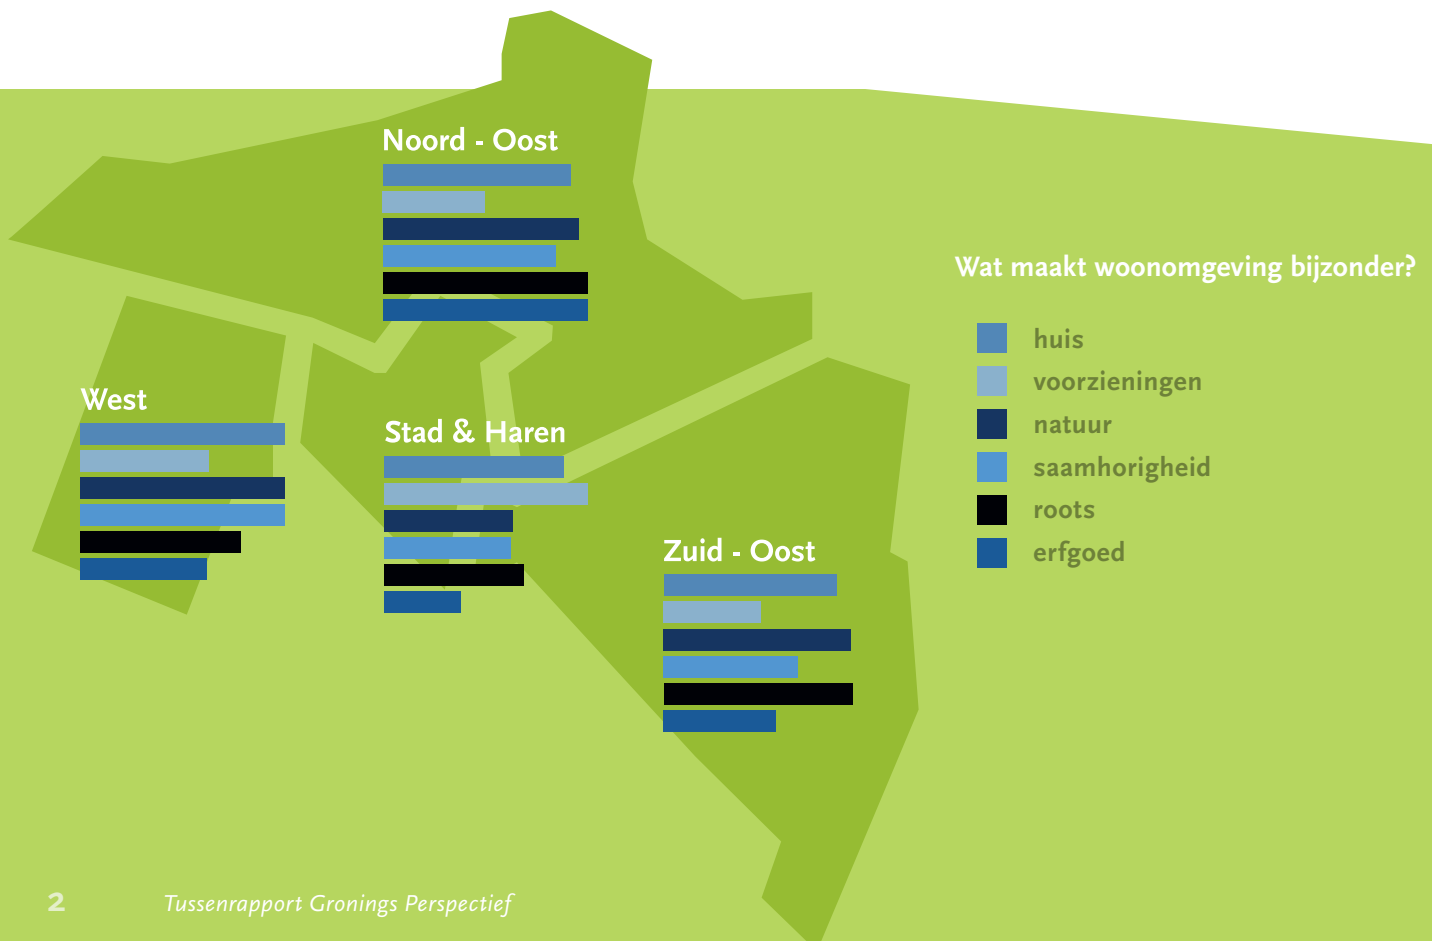 Noord - Oost
Wat maakt woonomgeving bijzonder?
huis
voorzieningen
natuur
saamhorigheid
roots
erfgoed
West
Stad & Haren
Zuid - Oost
2
Tussenrapport Gronings Perspectief